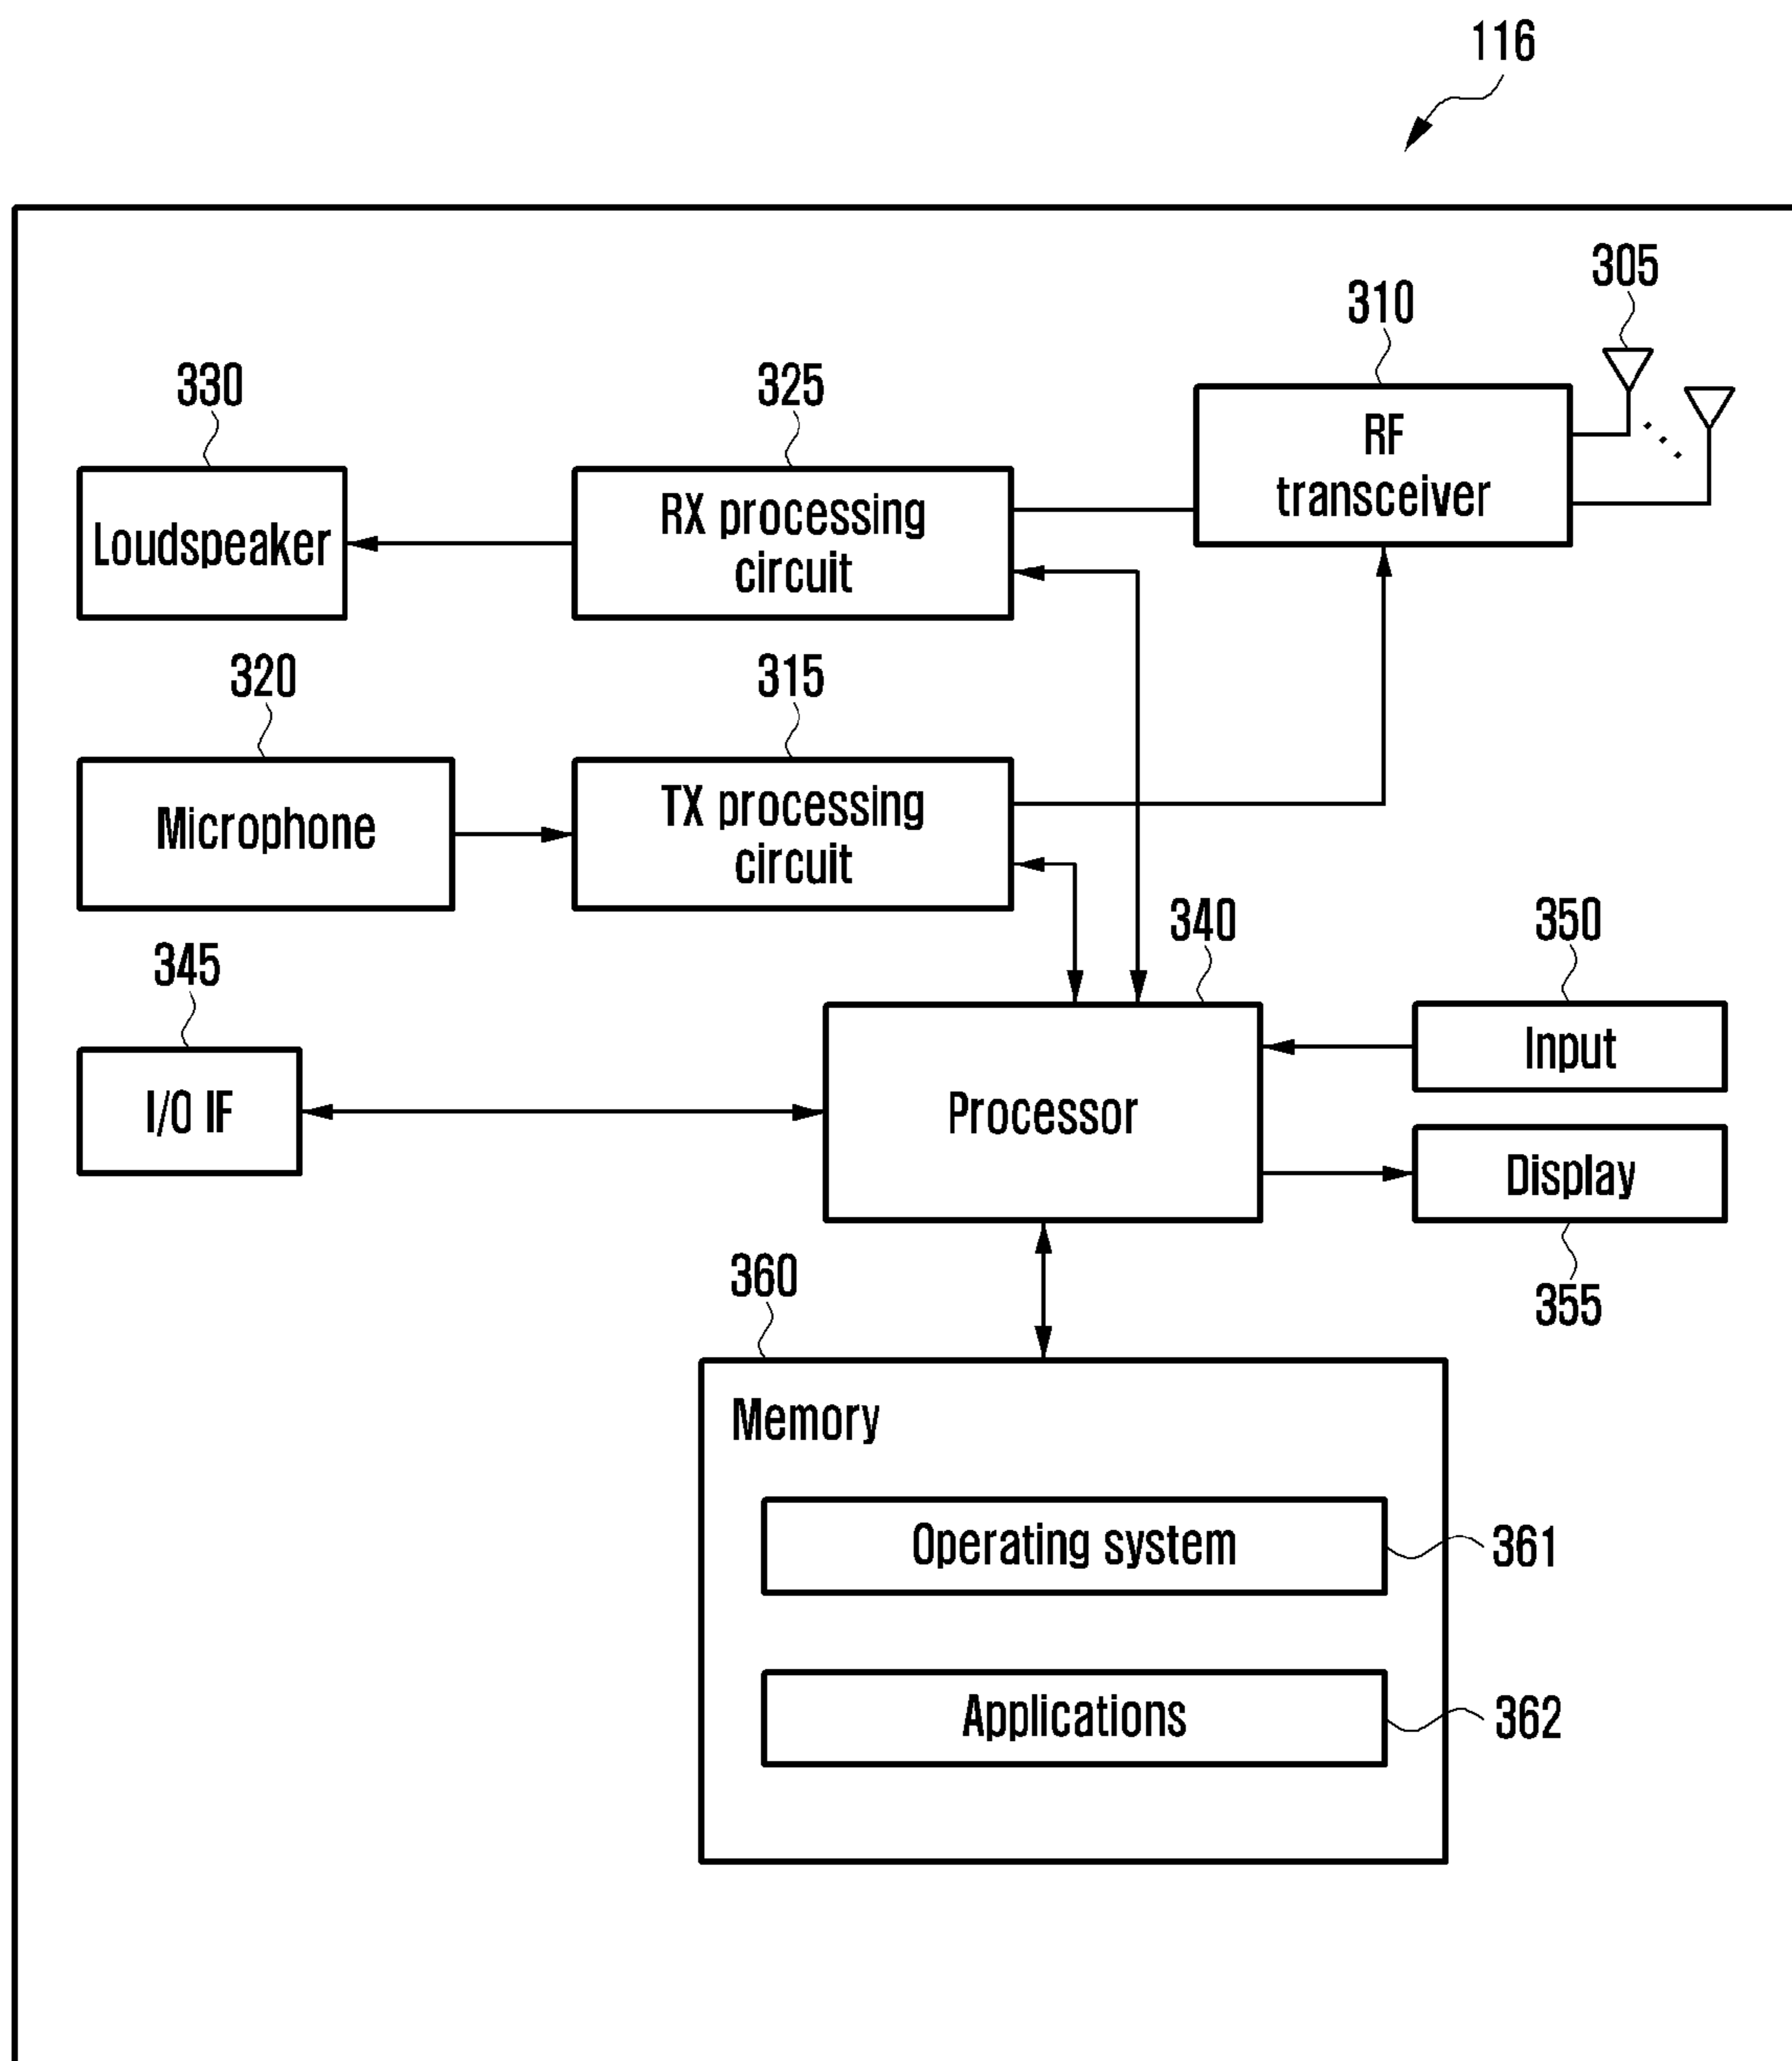 116
305
310
RF
transceiver
330
Loudspeaker
325
RX processing
circuit
320
Microphone
315
TX processing
circuit
345
I/O IF
340
Processor
350
Input
Display
355
360
Memory
Operating system
361
Applications
362